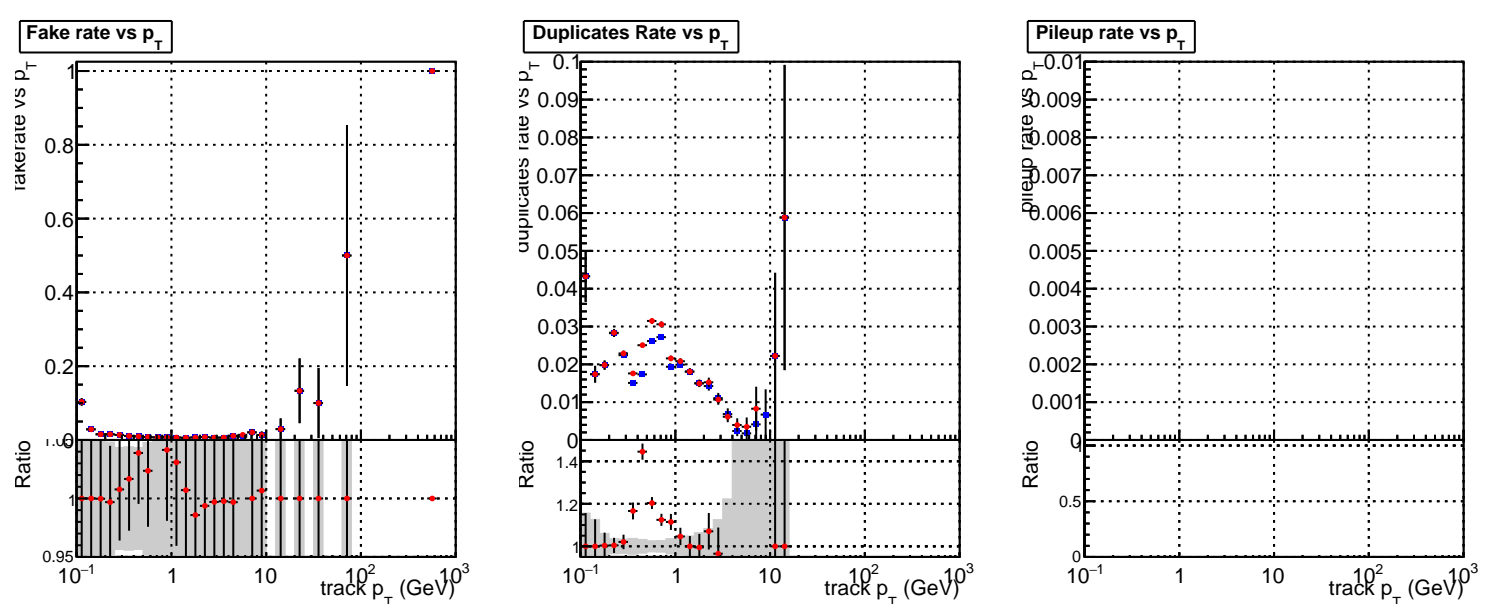 Fake rate vs p_T
fakerate vs p_T
1
0.8
0.6
0.4
0.2
Ratio
1
0.95
10^−1 1 10 10^2 10^3
track p_T (GeV)
Duplicates Rate vs p_T
duplicates rate vs p_T
0.1
0.09
0.08
0.07
0.06
0.05
0.04
0.03
0.02
0.01
0
Ratio
1.4
1.2
1
10^−1 1 10 10^2 10^3
track p_T (GeV)
Pileup rate vs p_T
pileup rate vs p_T
0.01
0.009
0.008
0.007
0.006
0.005
0.004
0.003
0.002
0.001
0
Ratio
1
0.5
0
10^−1 1 10 10^2 10^3
track p_T (GeV)